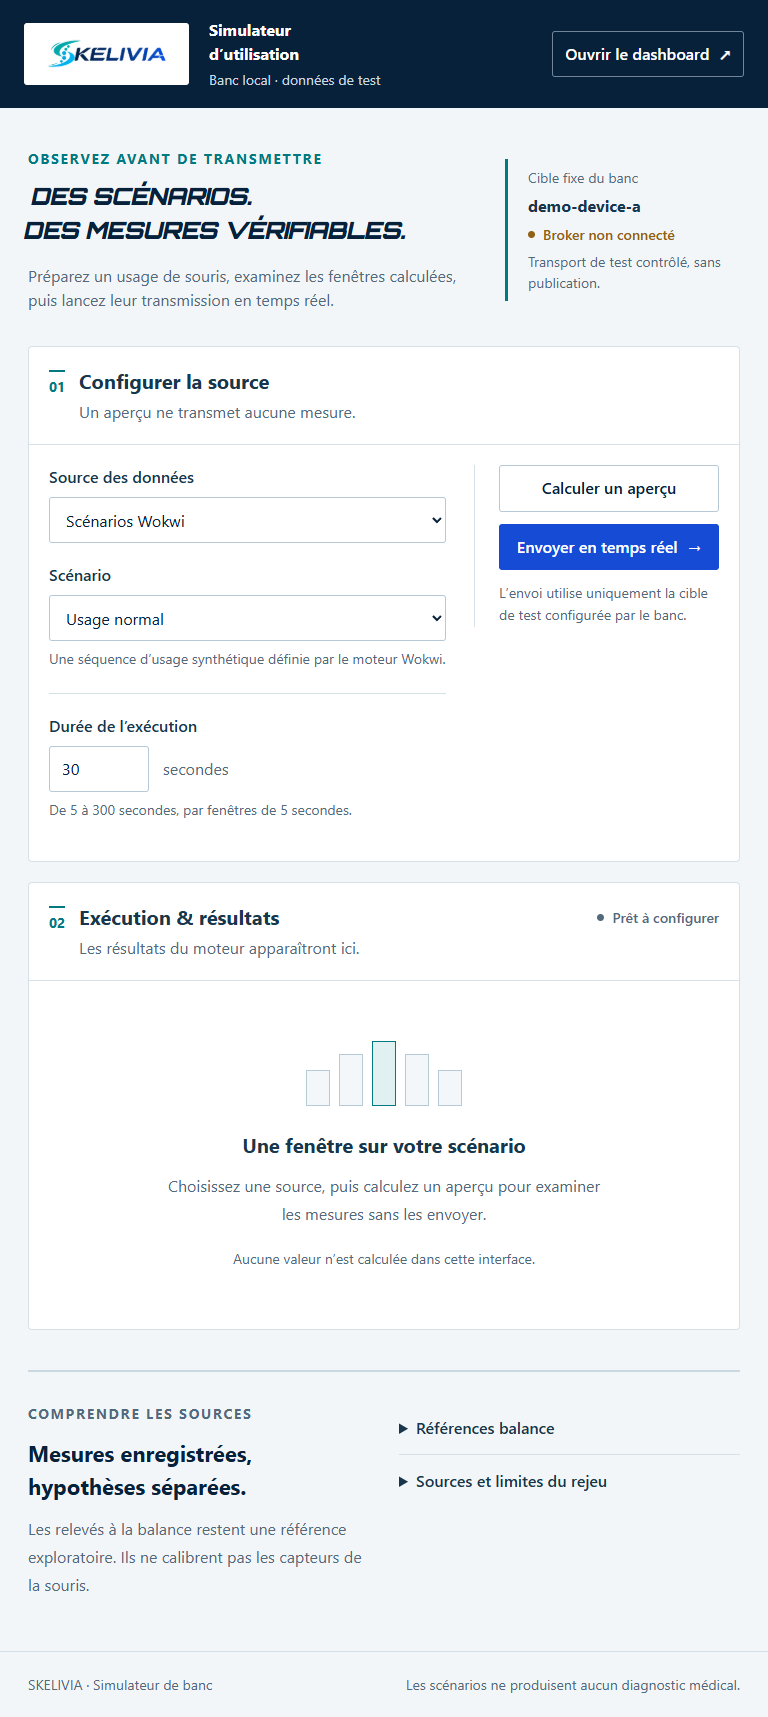 SKELIVIA
Simulateur
d’utilisation
Banc local · données de test
Ouvrir le dashboard ↗
OBSERVEZ AVANT DE TRANSMETTRE
DES SCÉNARIOS.
DES MESURES VÉRIFIABLES.
Préparez un usage de souris, examinez les fenêtres calculées,
puis lancez leur transmission en temps réel.
Cible fixe du banc
demo-device-a
Broker non connecté
Transport de test contrôlé, sans
publication.
01
Configurer la source
Un aperçu ne transmet aucune mesure.
Source des données
Scénarios Wokwi
Scénario
Usage normal
Une séquence d’usage synthétique définie par le moteur Wokwi.
Durée de l’exécution
30 secondes
De 5 à 300 secondes, par fenêtres de 5 secondes.
Calculer un aperçu
Envoyer en temps réel →
L’envoi utilise uniquement la cible
de test configurée par le banc.
02
Exécution & résultats
Les résultats du moteur apparaîtront ici.
Prêt à configurer
Une fenêtre sur votre scénario
Choisissez une source, puis calculez un aperçu pour examiner
les mesures sans les envoyer.
Aucune valeur n’est calculée dans cette interface.
COMPRENDRE LES SOURCES
Mesures enregistrées,
hypothèses séparées.
Les relevés à la balance restent une référence
exploratoire. Ils ne calibrent pas les capteurs de
la souris.
Références balance
Sources et limites du rejeu
SKELIVIA · Simulateur de banc
Les scénarios ne produisent aucun diagnostic médical.